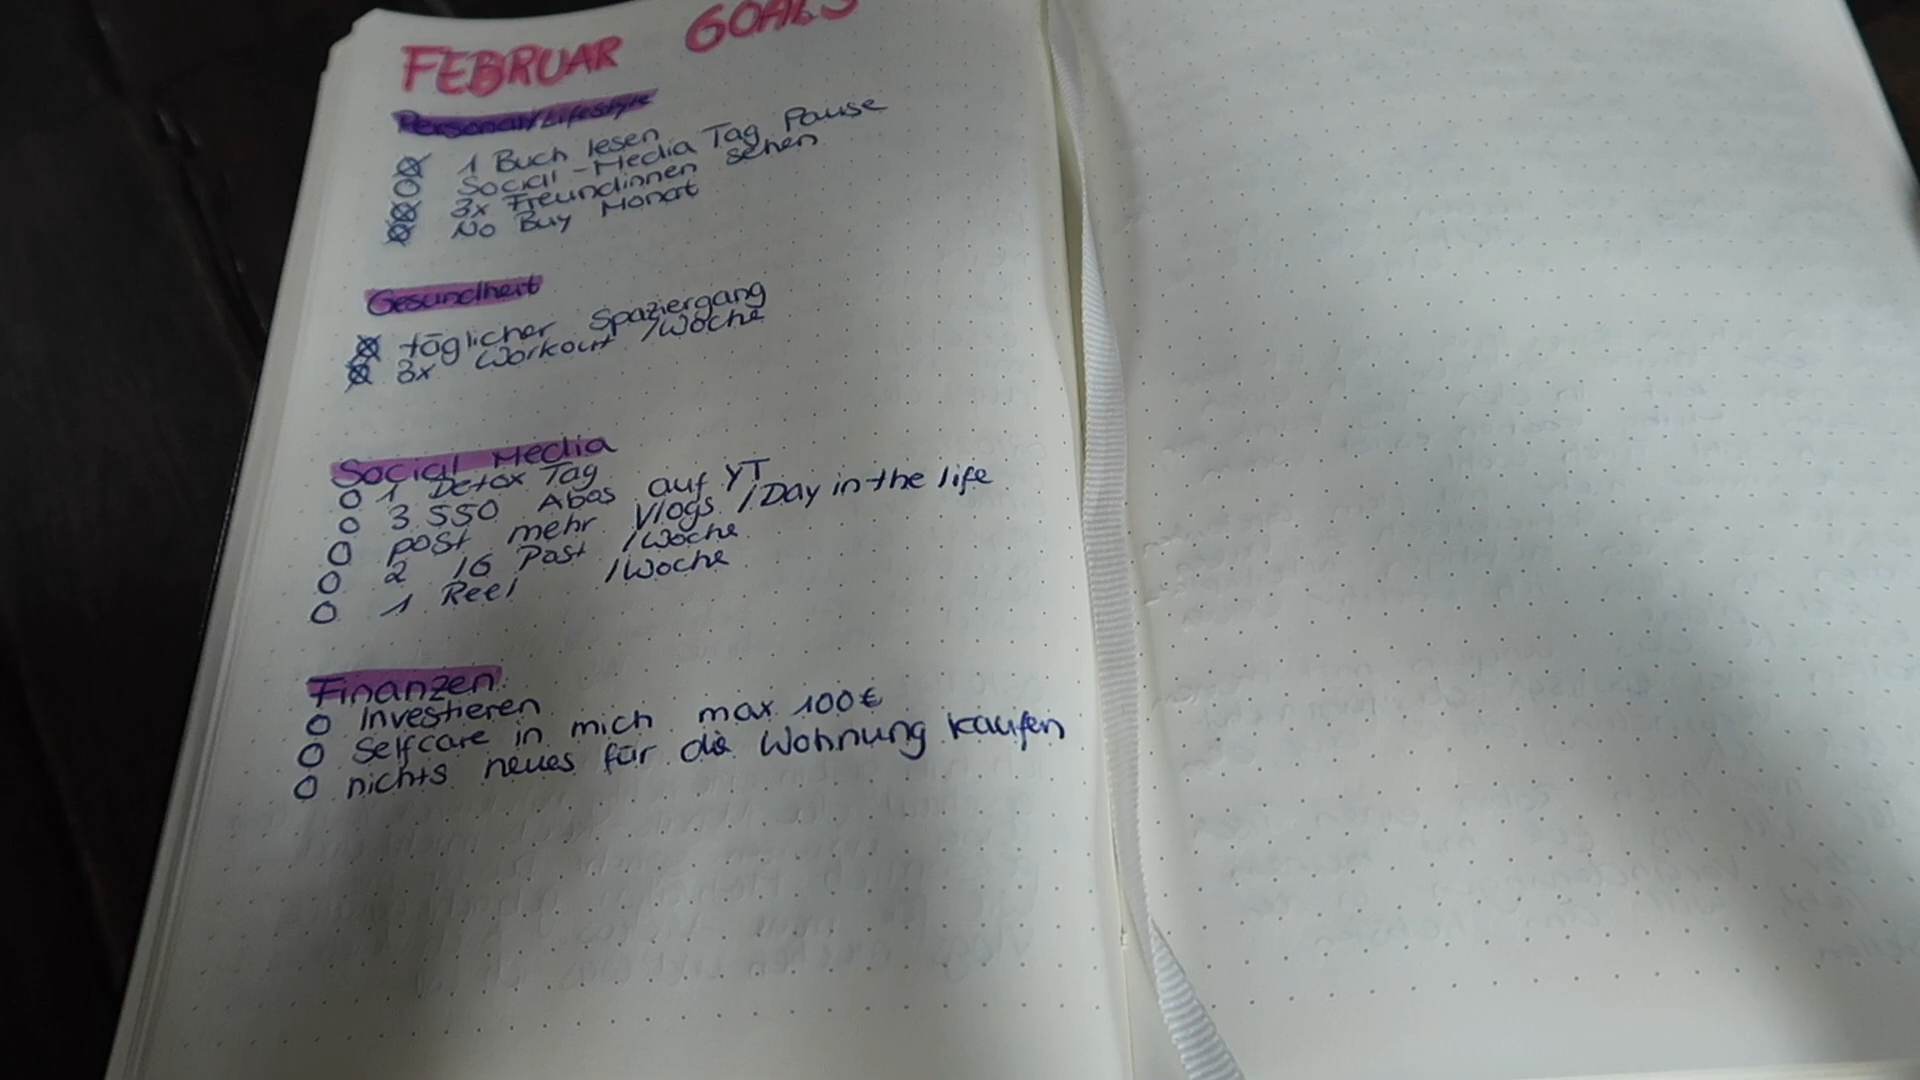 FEBRUAR GOALS
Personal/Lifestyle
1 Buch lesen
Social-Media Tag Pause
3x Freundinnen sehen
No Buy Monat
Gesundheit
täglicher Spaziergang
3x Workout /Woche
Social Media
1 Detox Tag
3 550 Abos auf YT
post mehr Vlogs / Day in the life
2 IG Post /Woche
1 Reel /Woche
Finanzen
Investieren
Selfcare in mich max 100€
nichts neues für die Wohnung kaufen